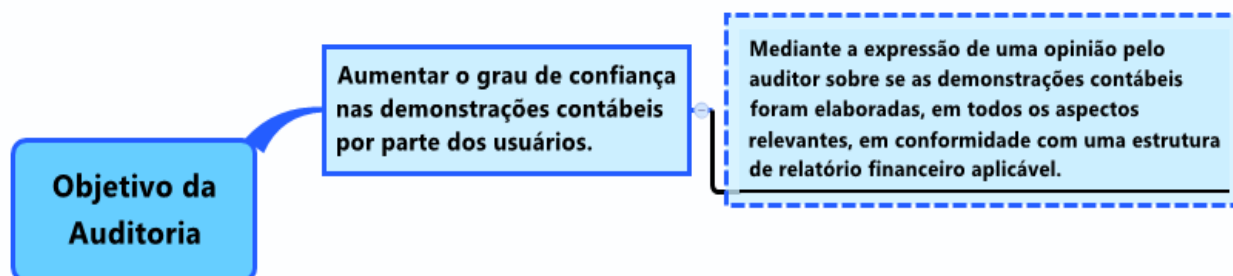 Objetivo da
Auditoria
Aumentar o grau de confiança
nas demonstrações contábeis
por parte dos usuários.
Mediante a expressão de uma opinião pelo
auditor sobre se as demonstrações contábeis
foram elaboradas, em todos os aspectos
relevantes, em conformidade com uma estrutura
de relatório financeiro aplicável.